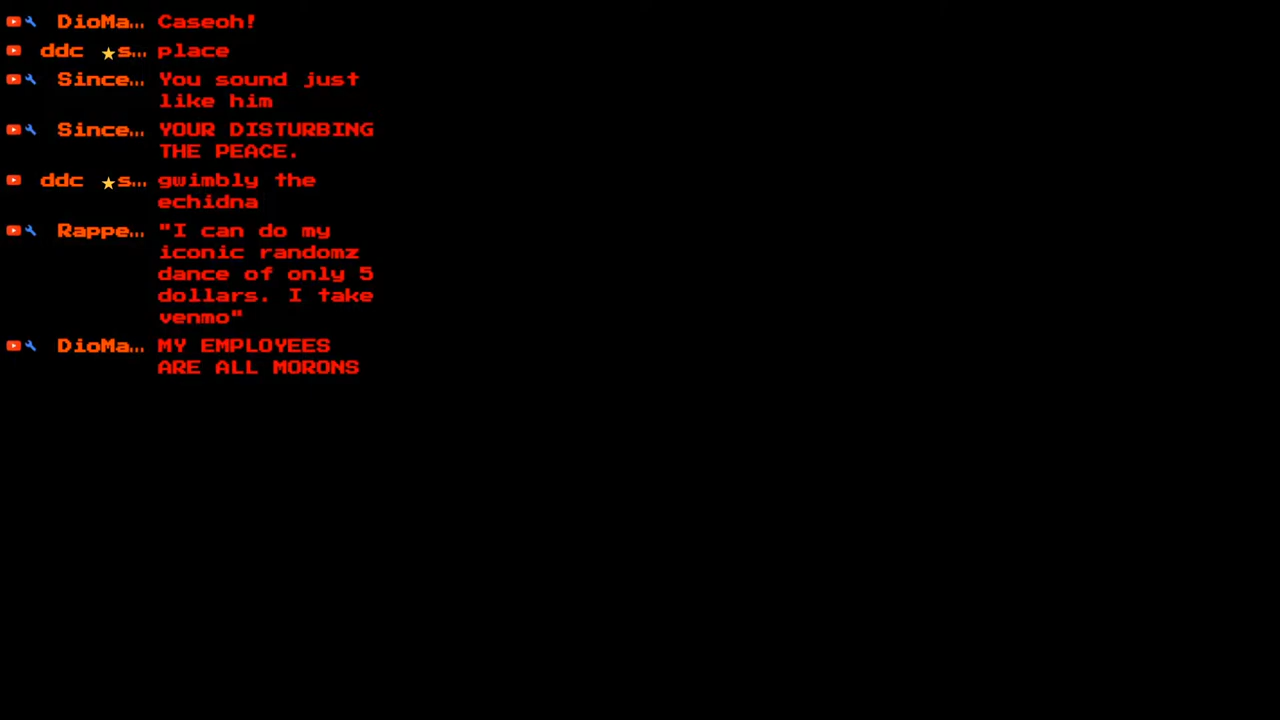 DioMa... Caseoh!
ddc ★s... place
Since... You sound just
like him
Since... YOUR DISTURBING
THE PEACE.
ddc ★s... gwimbly the
echidna
Rappe... "I can do my
iconic randomz
dance of only 5
dollars. I take
venmo"
DioMa... MY EMPLOYEES
ARE ALL MORONS